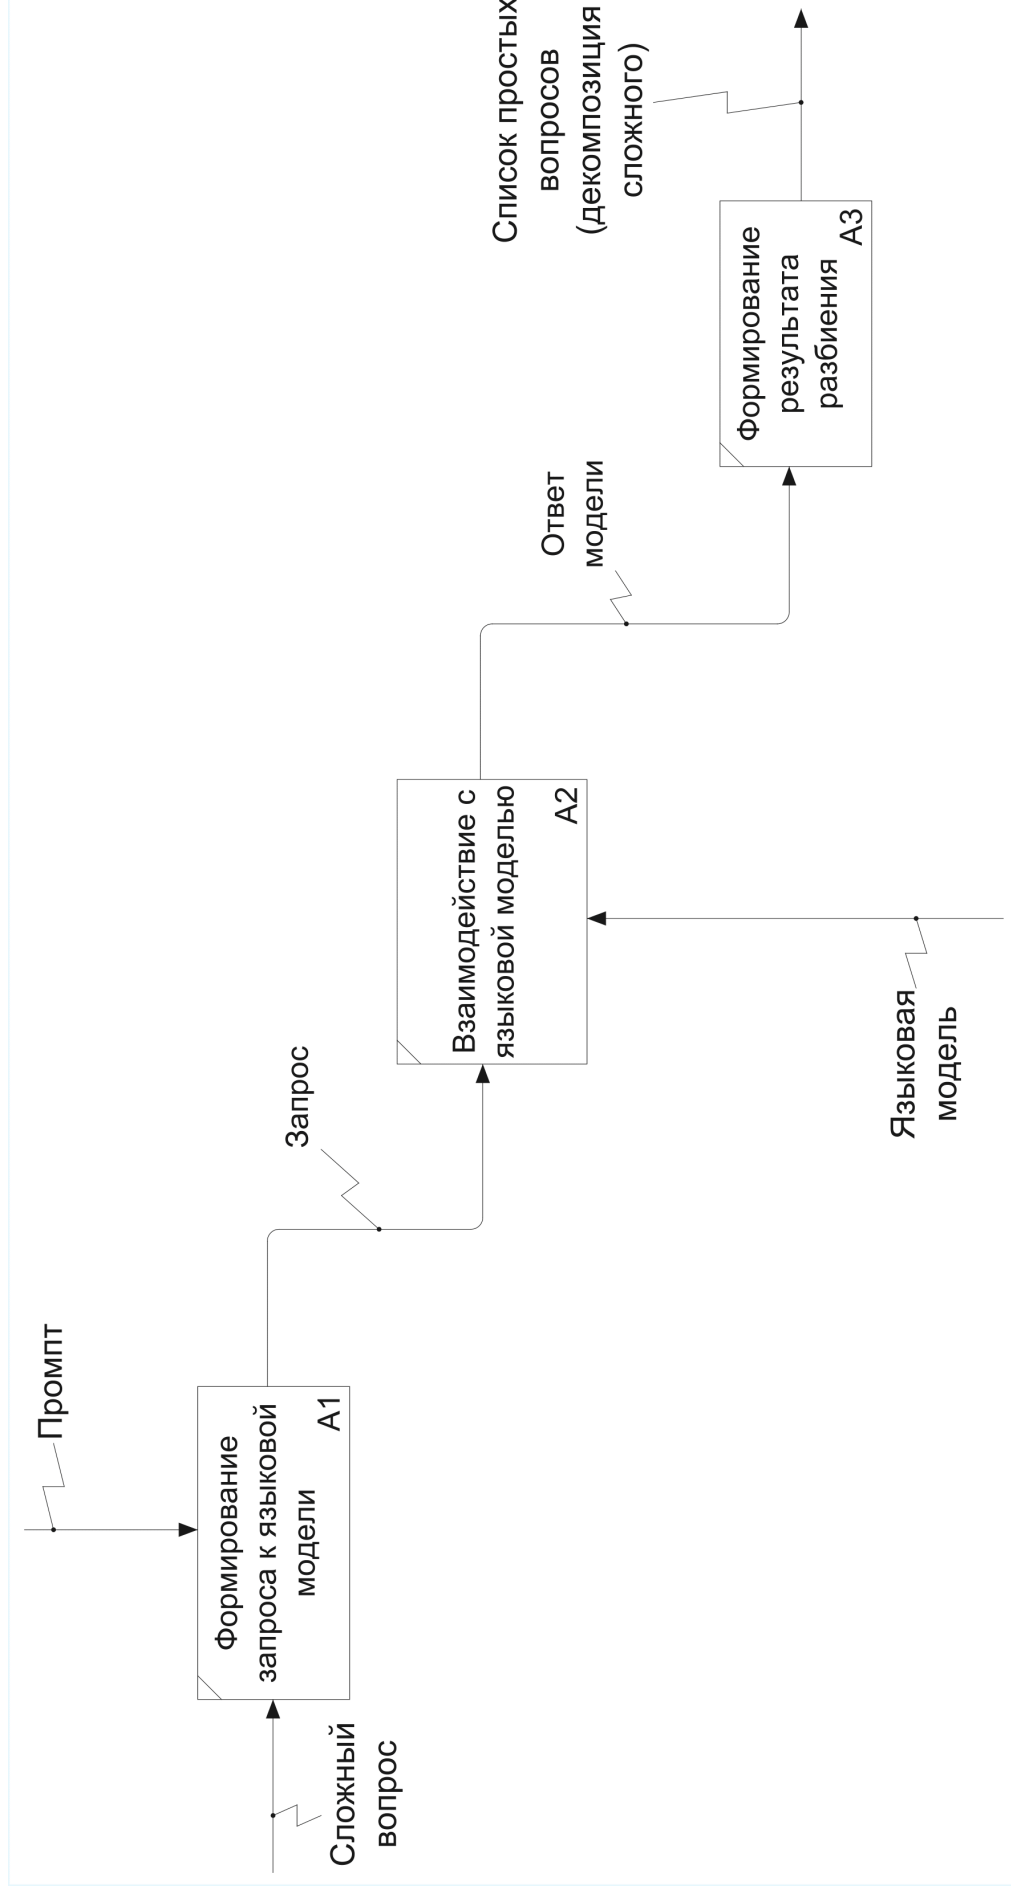 Промпт
Сложный
вопрос
Формирование
запроса к языковой
модели
A1
Запрос
Взаимодействие с
языковой моделью
A2
Языковая
модель
Ответ
модели
Формирование
результата
разбиения
A3
Список простых
вопросов
(декомпозиция
сложного)